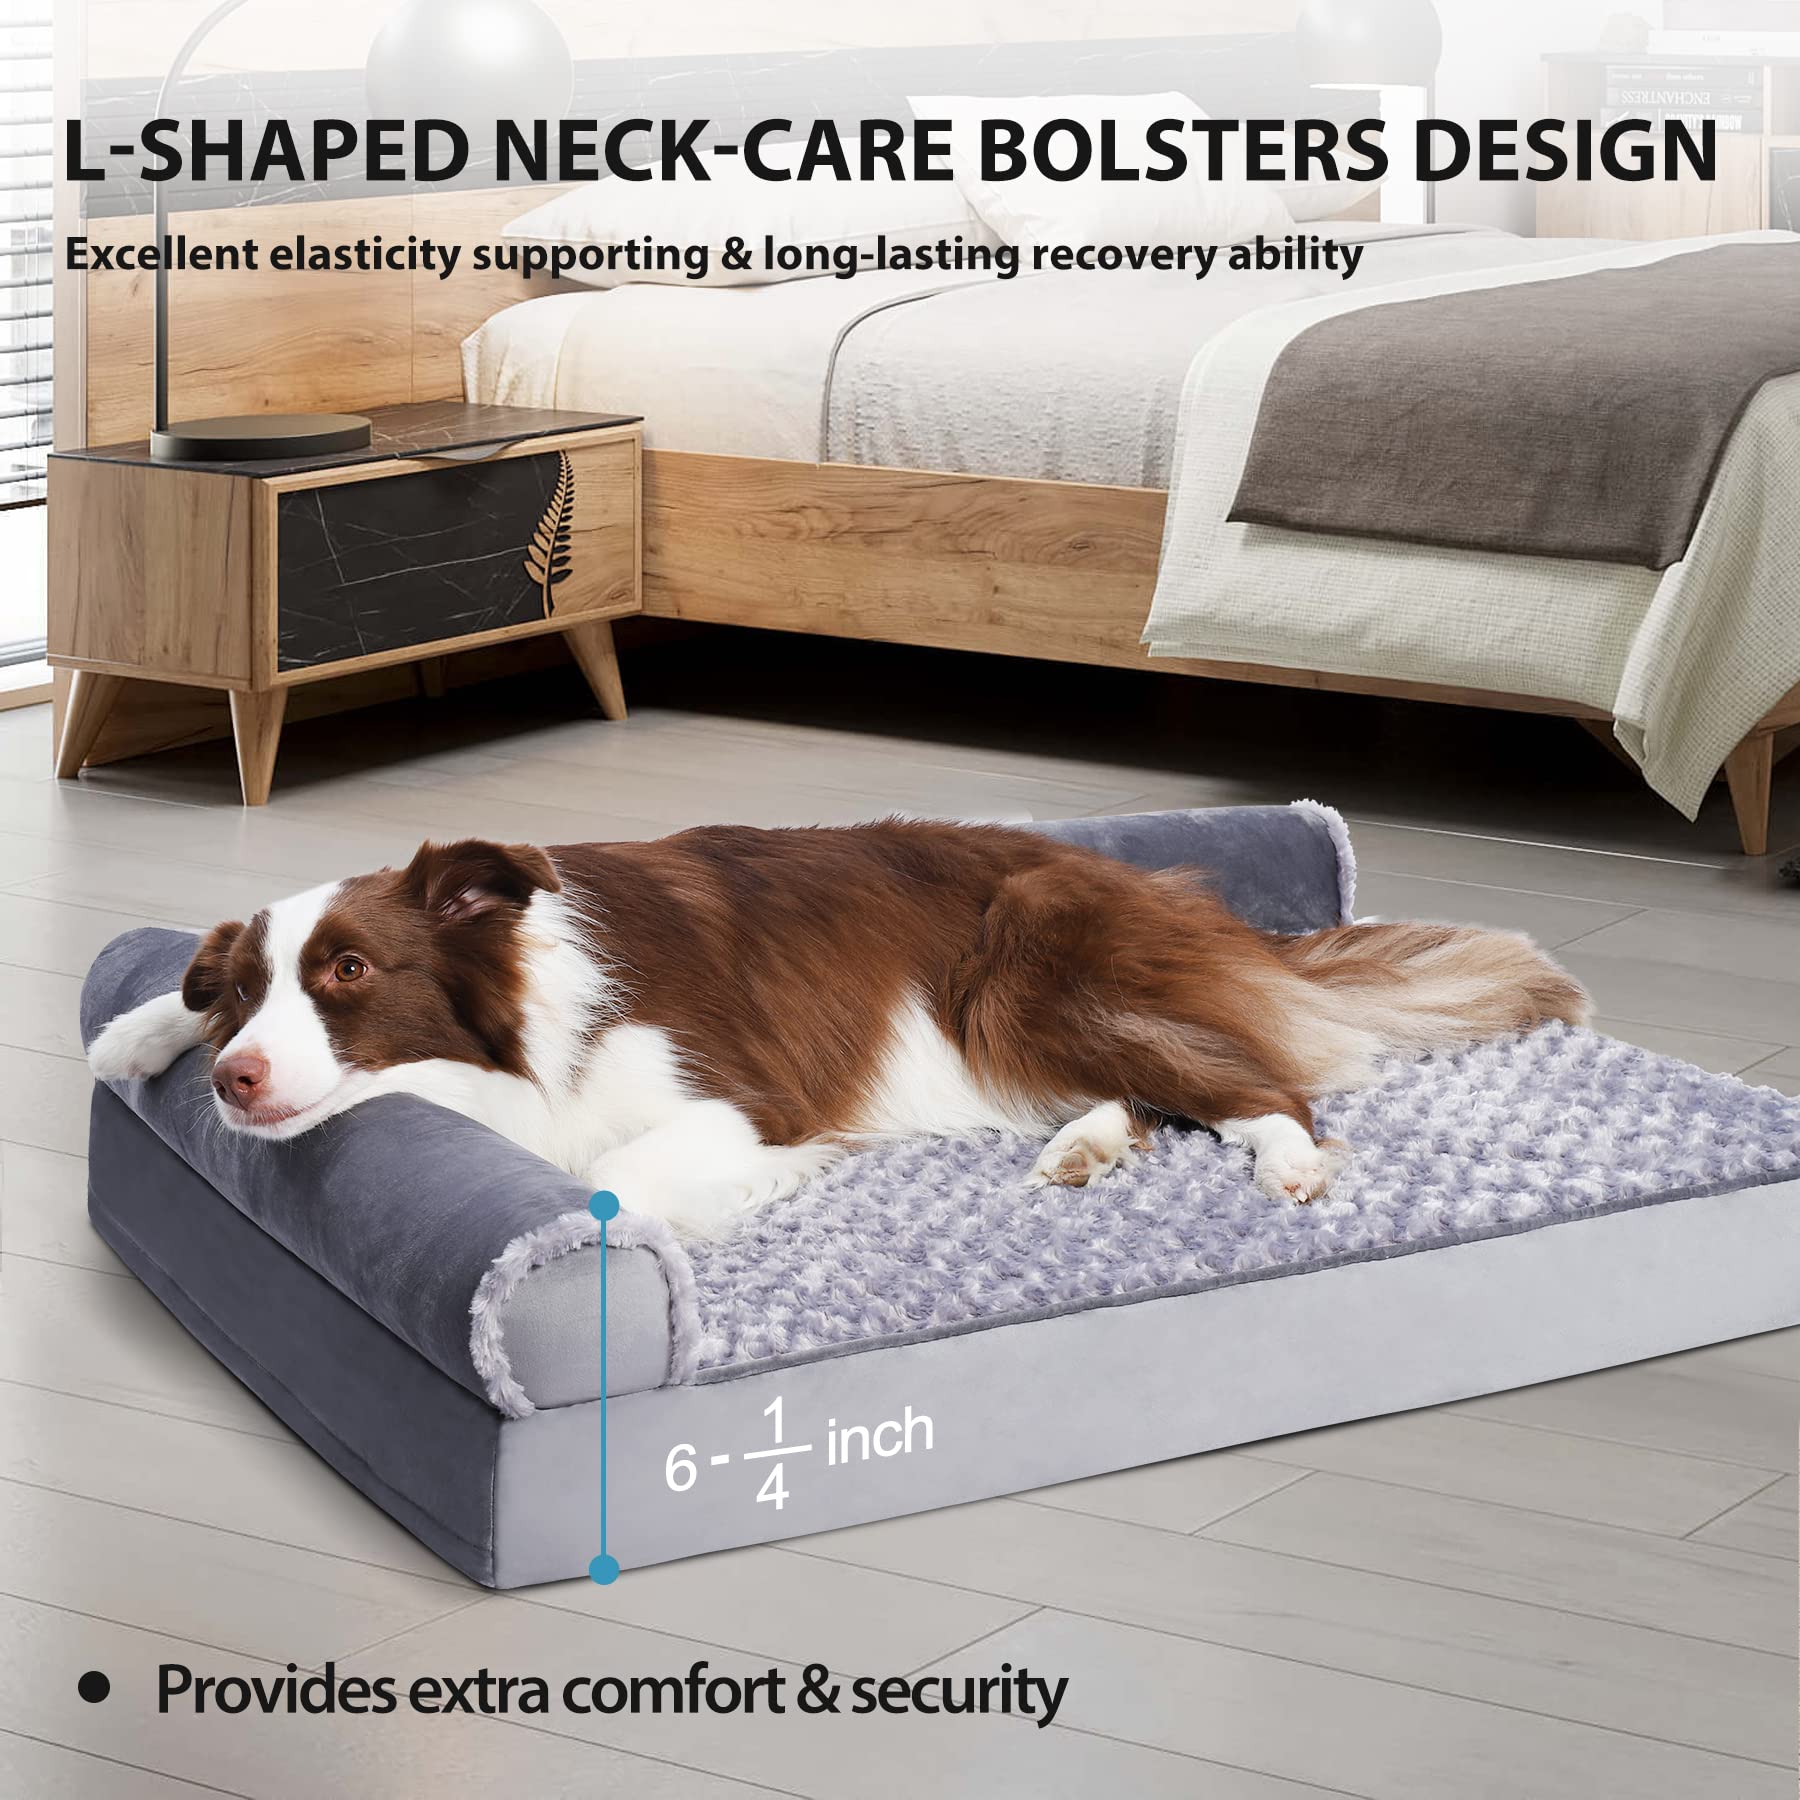 L-SHAPED NECK-CARE BOLSTERS DESIGN
Excellent elasticity supporting & long-lasting recovery ability
ENCHANTRESS
6 - 1/4 inch
• Provides extra comfort & security